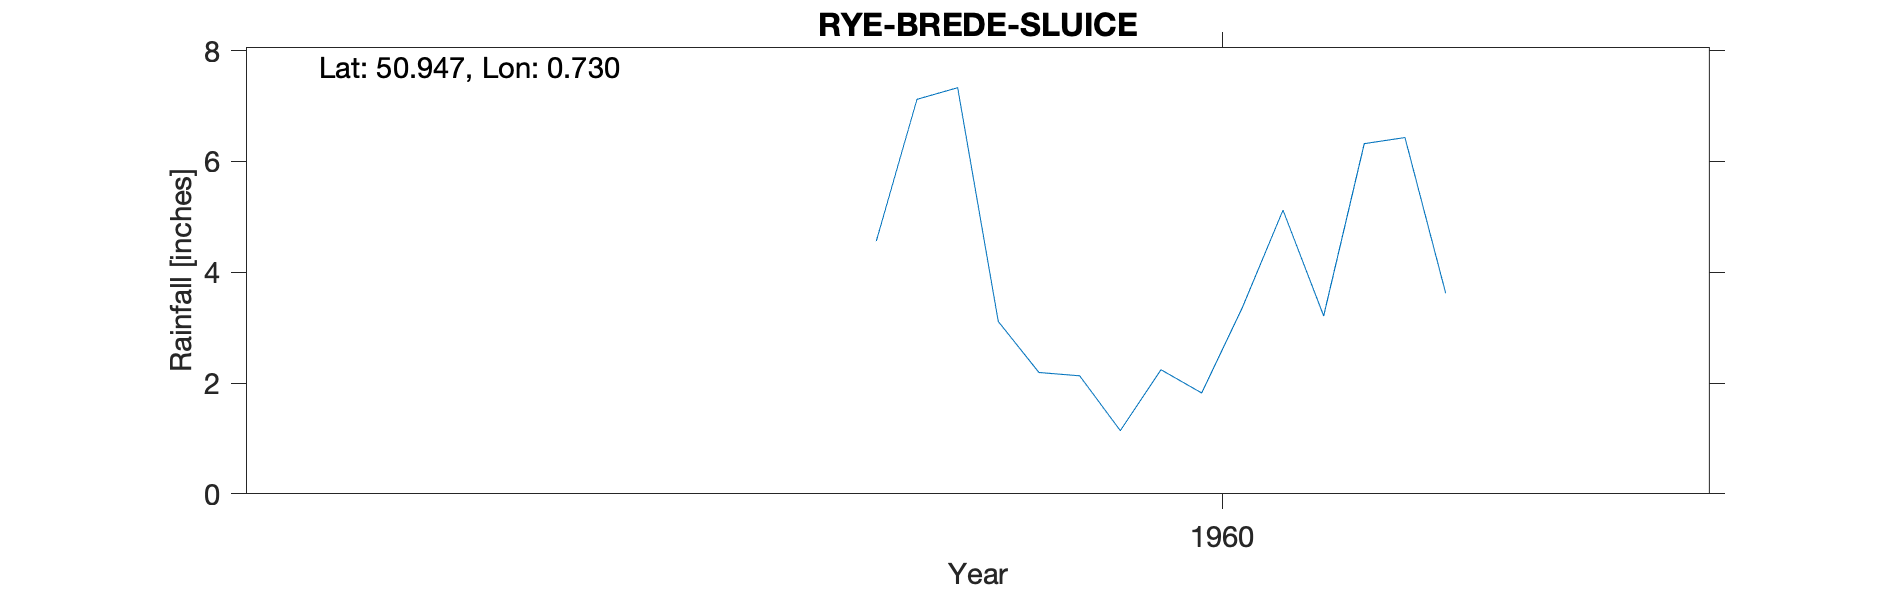 RYE-BREDE-SLUICE
Lat: 50.947, Lon: 0.730
8
6
4
2
0
Rainfall [inches]
1960
Year